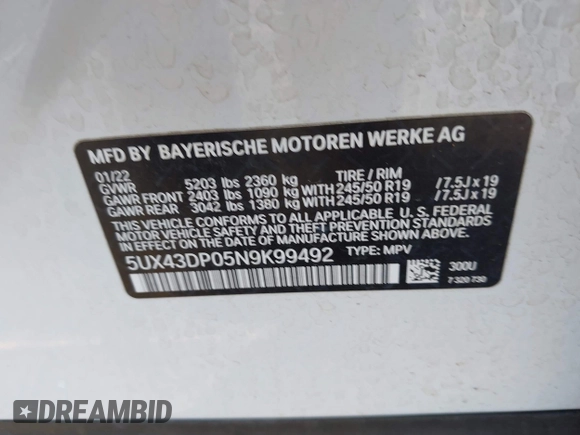 MFD BY BAYERISCHE MOTOREN WERKE AG
01/22 TIRE / RIM
GVWR 5203 lbs 2360 kg
GAWR FRONT 2403 lbs 1090 kg WITH 245/50 R19 / 7.5J x 19
GAWR REAR 3042 lbs 1380 kg WITH 245/50 R19 / 7.5J x 19
THIS VEHICLE CONFORMS TO ALL APPLICABLE U. S. FEDERAL
SAFETY AND THEFT PREVENTION STANDARDS IN EFFECT
ON THE DATE OF MANUFACTURE SHOWN ABOVE.
5UX43DP05N9K99492 TYPE: MPV
300U
7 320 730
DREAMBID